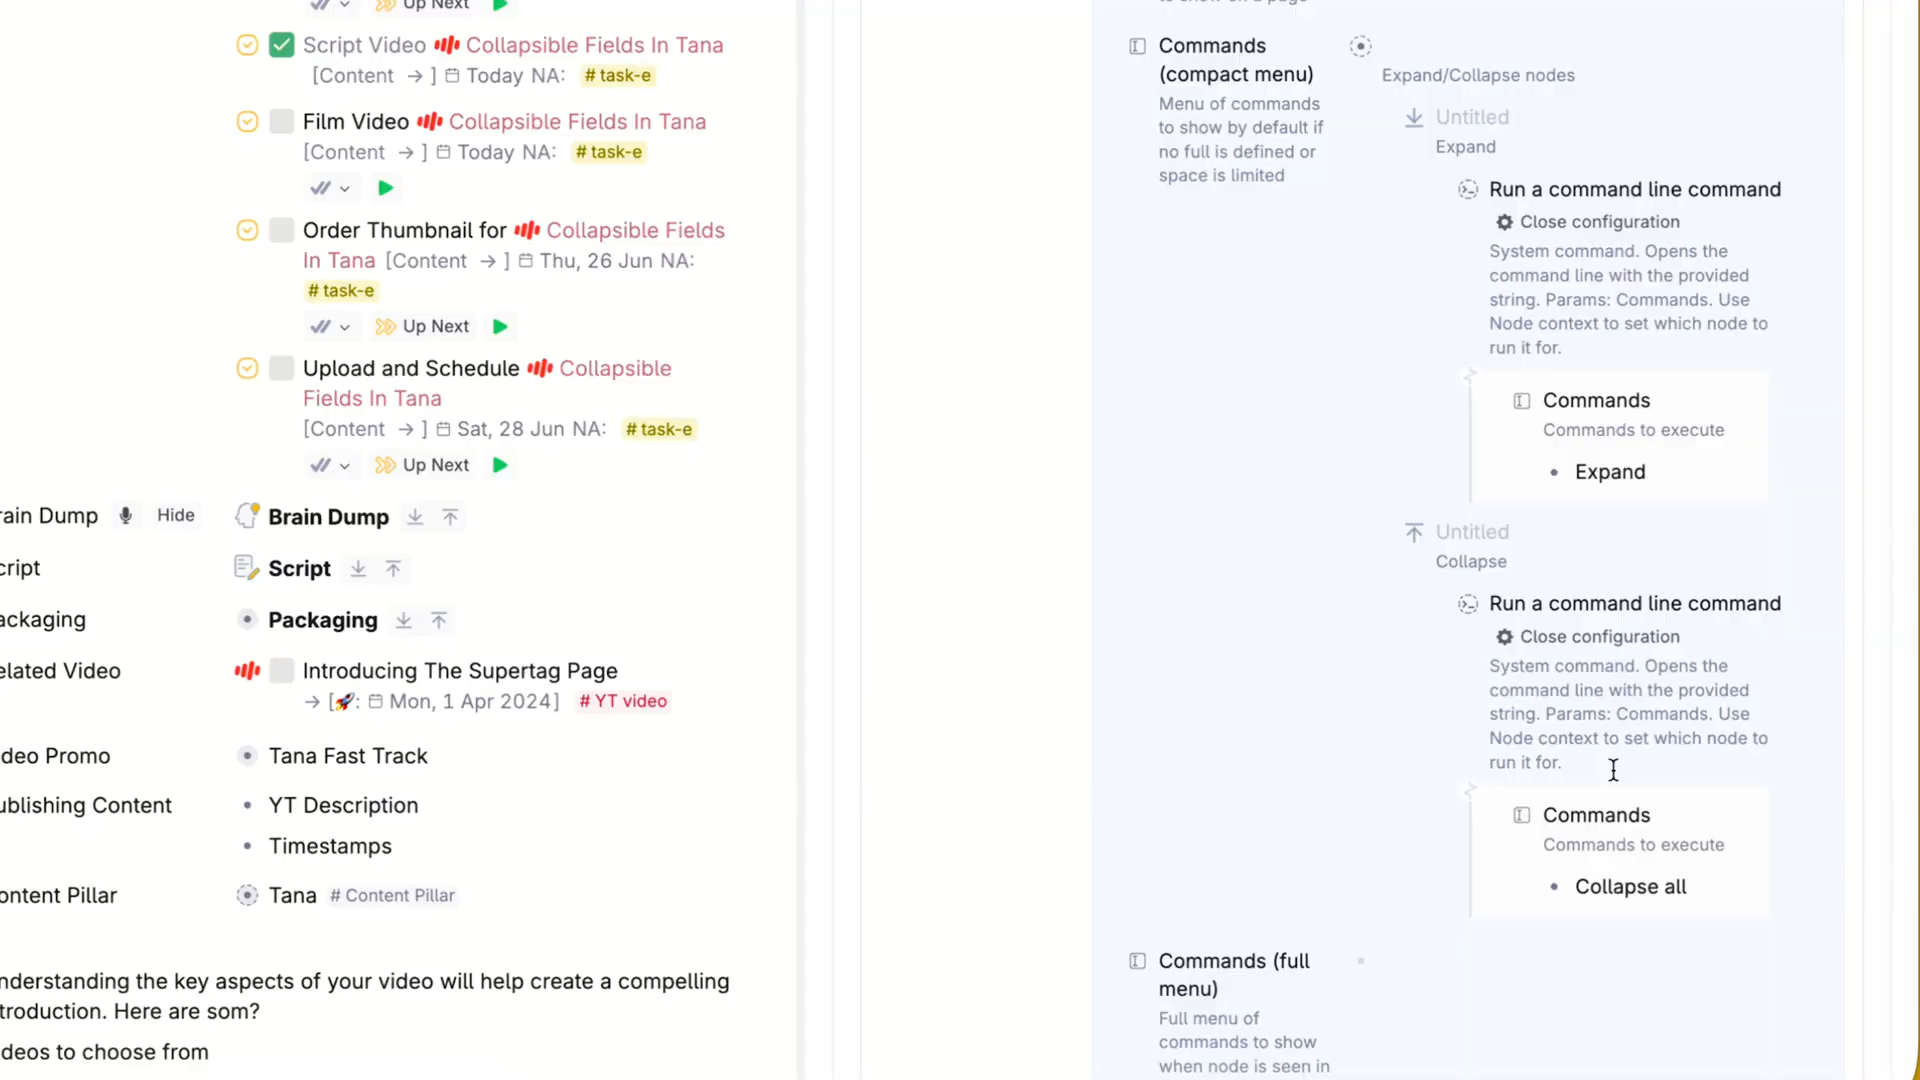 Up Next
Script Video Collapsible Fields In Tana
[Content → ] Today NA: # task-e
Film Video Collapsible Fields In Tana
[Content → ] Today NA: # task-e
Order Thumbnail for Collapsible Fields
In Tana [Content → ] Thu, 26 Jun NA:
# task-e
Up Next
Upload and Schedule Collapsible
Fields In Tana
[Content → ] Sat, 28 Jun NA: # task-e
Up Next
rain Dump Hide Brain Dump
cript Script
ackaging Packaging
elated Video Introducing The Supertag Page
→ [🚀: Mon, 1 Apr 2024] # YT video
deo Promo Tana Fast Track
ublishing Content • YT Description
• Timestamps
ontent Pillar Tana # Content Pillar
nderstanding the key aspects of your video will help create a compelling
troduction. Here are som?
deos to choose from
to show on a page
Commands
(compact menu)
Menu of commands
to show by default if
no full is defined or
space is limited
Expand/Collapse nodes
Untitled
Expand
Run a command line command
Close configuration
System command. Opens the
command line with the provided
string. Params: Commands. Use
Node context to set which node to
run it for.
Commands
Commands to execute
• Expand
Untitled
Collapse
Run a command line command
Close configuration
System command. Opens the
command line with the provided
string. Params: Commands. Use
Node context to set which node to
run it for.
Commands
Commands to execute
• Collapse all
Commands (full
menu)
Full menu of
commands to show
when node is seen in